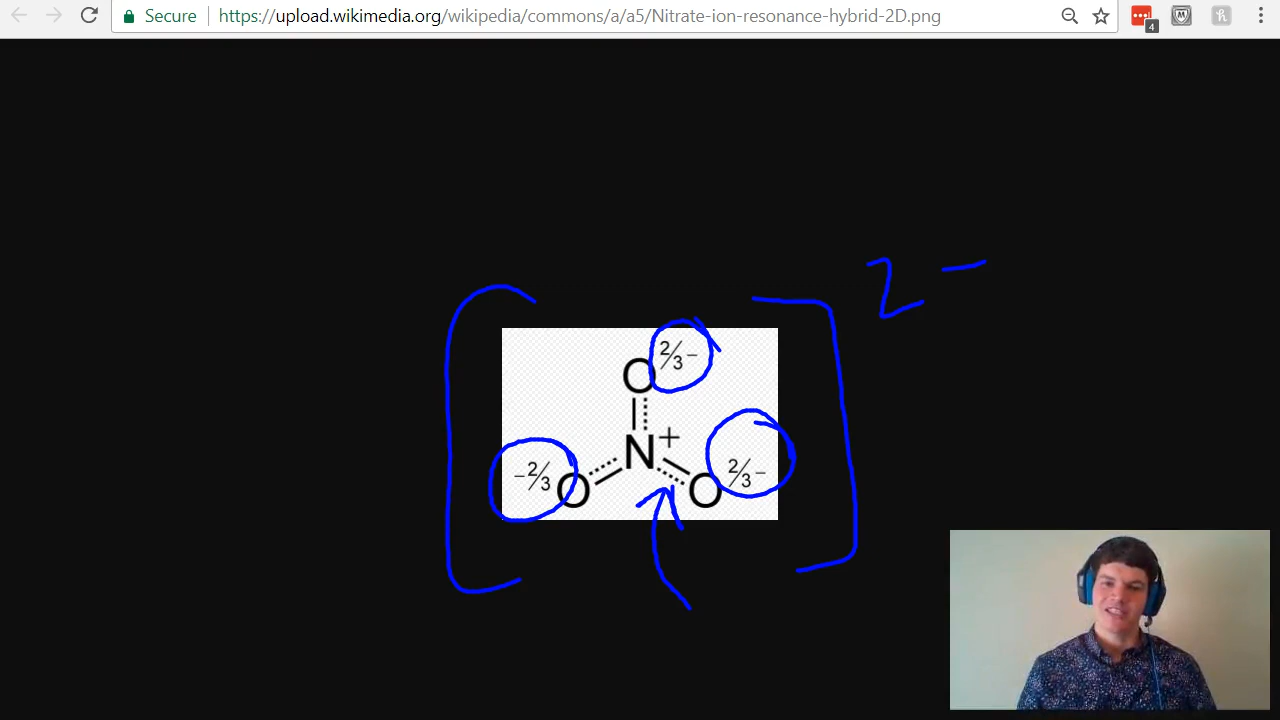 Secure https://upload.wikimedia.org/wikipedia/commons/a/a5/Nitrate-ion-resonance-hybrid-2D.png
4
2 −
O ⅔−
N +
−⅔ O O ⅔−